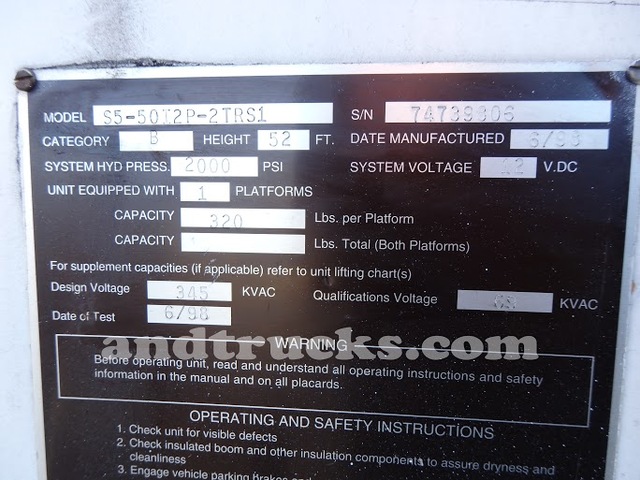 MODEL S5-50I2P-2TRS1 S/N 74739806
CATEGORY B HEIGHT 52 FT. DATE MANUFACTURED 6/98
SYSTEM HYD PRESS. 2000 PSI SYSTEM VOLTAGE 12 V.DC
UNIT EQUIPPED WITH 1 PLATFORMS
CAPACITY 320 Lbs. per Platform
CAPACITY Lbs. Total (Both Platforms)
For supplement capacities (if applicable) refer to unit lifting chart(s)
Design Voltage 345 KVAC Qualifications Voltage KVAC
Date of Test 6/98
andtrucks.com
WARNING
Before operating unit, read and understand all operating instructions and safety
information in the manual and on all placards.
OPERATING AND SAFETY INSTRUCTIONS
1. Check unit for visible defects
2. Check insulated boom and other insulation components to assure dryness and
cleanliness
3. Engage vehicle parking Brakes and